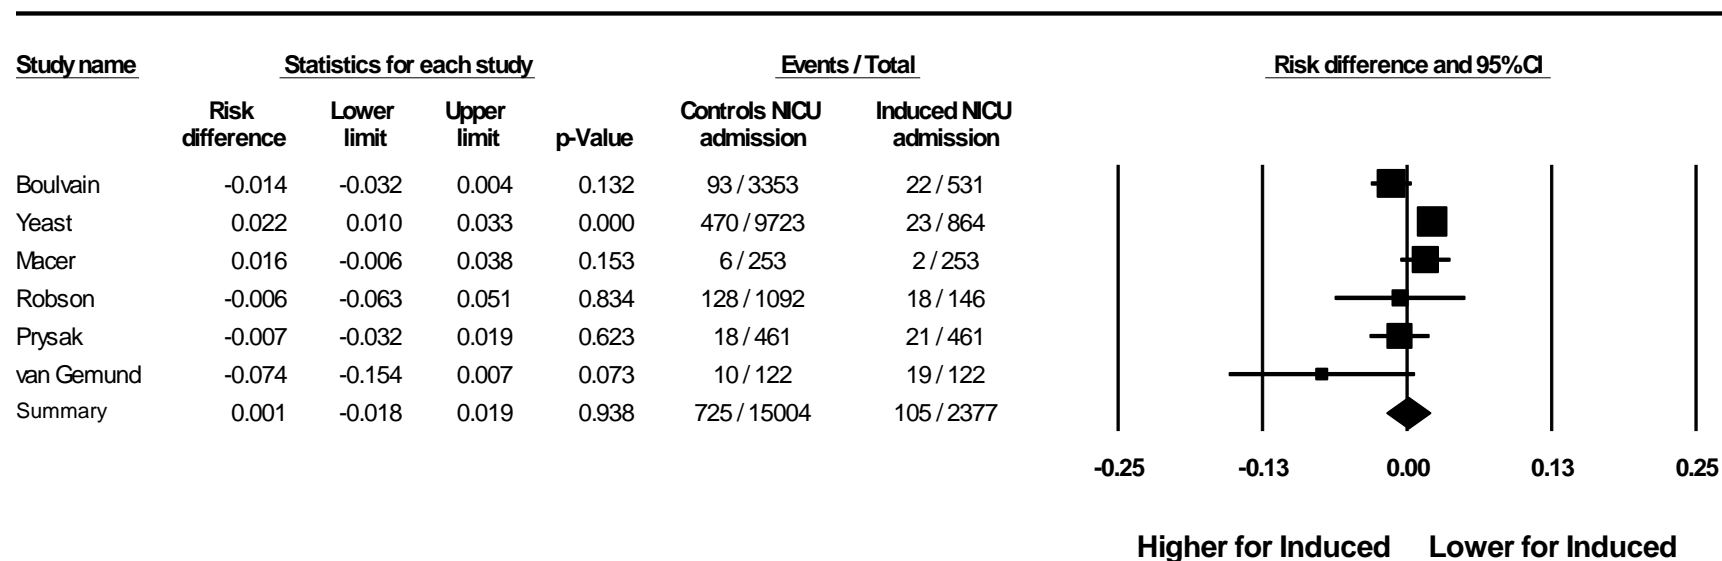 Study name Statistics for each study Events / Total Risk difference and 95% CI
Risk Lower Upper Controls NICU Induced NICU
difference limit limit p-Value admission admission
Boulvain -0.014 -0.032 0.004 0.132 93 / 3353 22 / 531
Yeast 0.022 0.010 0.033 0.000 470 / 9723 23 / 864
Macer 0.016 -0.006 0.038 0.153 6 / 253 2 / 253
Robson -0.006 -0.063 0.051 0.834 128 / 1092 18 / 146
Prysak -0.007 -0.032 0.019 0.623 18 / 461 21 / 461
van Gemund -0.074 -0.154 0.007 0.073 10 / 122 19 / 122
Summary 0.001 -0.018 0.019 0.938 725 / 15004 105 / 2377
-0.25 -0.13 0.00 0.13 0.25
Higher for Induced Lower for Induced